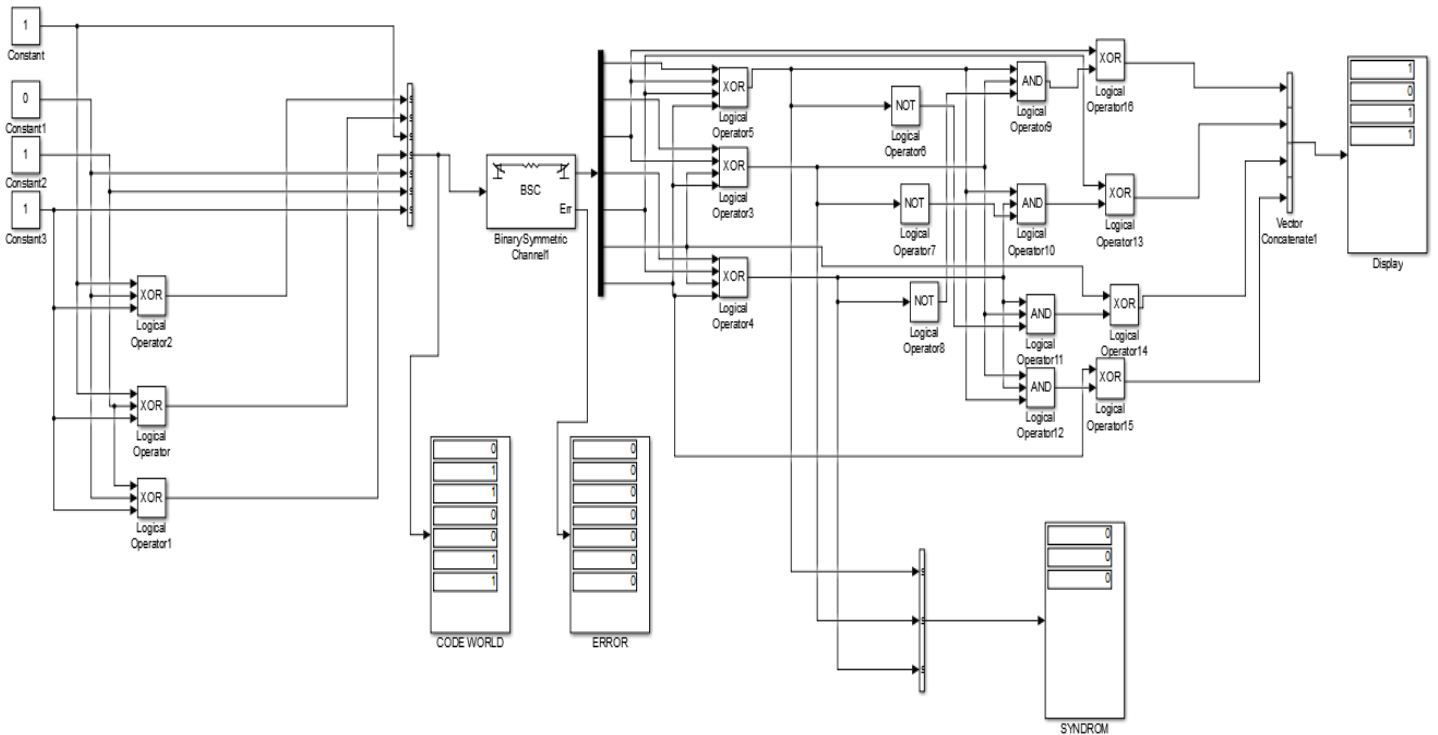 1
Constant
0
Constant1
1
Constant2
1
Constant3
XOR
Logical
Operator2
XOR
Logical
Operator
XOR
Logical
Operator1
s
s
s
s
s
s
s
BSC
Err
Binary Symmetric
Channel1
0
1
1
0
0
1
1
CODE WORLD
0
0
0
0
0
0
0
ERROR
XOR
Logical
Operator5
XOR
Logical
Operator3
XOR
Logical
Operator4
NOT
Logical
Operator6
NOT
Logical
Operator7
NOT
Logical
Operator8
AND
Logical
Operator9
AND
Logical
Operator10
AND
Logical
Operator11
AND
Logical
Operator12
XOR
Logical
Operator16
XOR
Logical
Operator13
XOR
Logical
Operator14
XOR
Logical
Operator15
Vector
Concatenate1
1
0
1
1
Display
s
s
s
0
0
0
SYNDROM